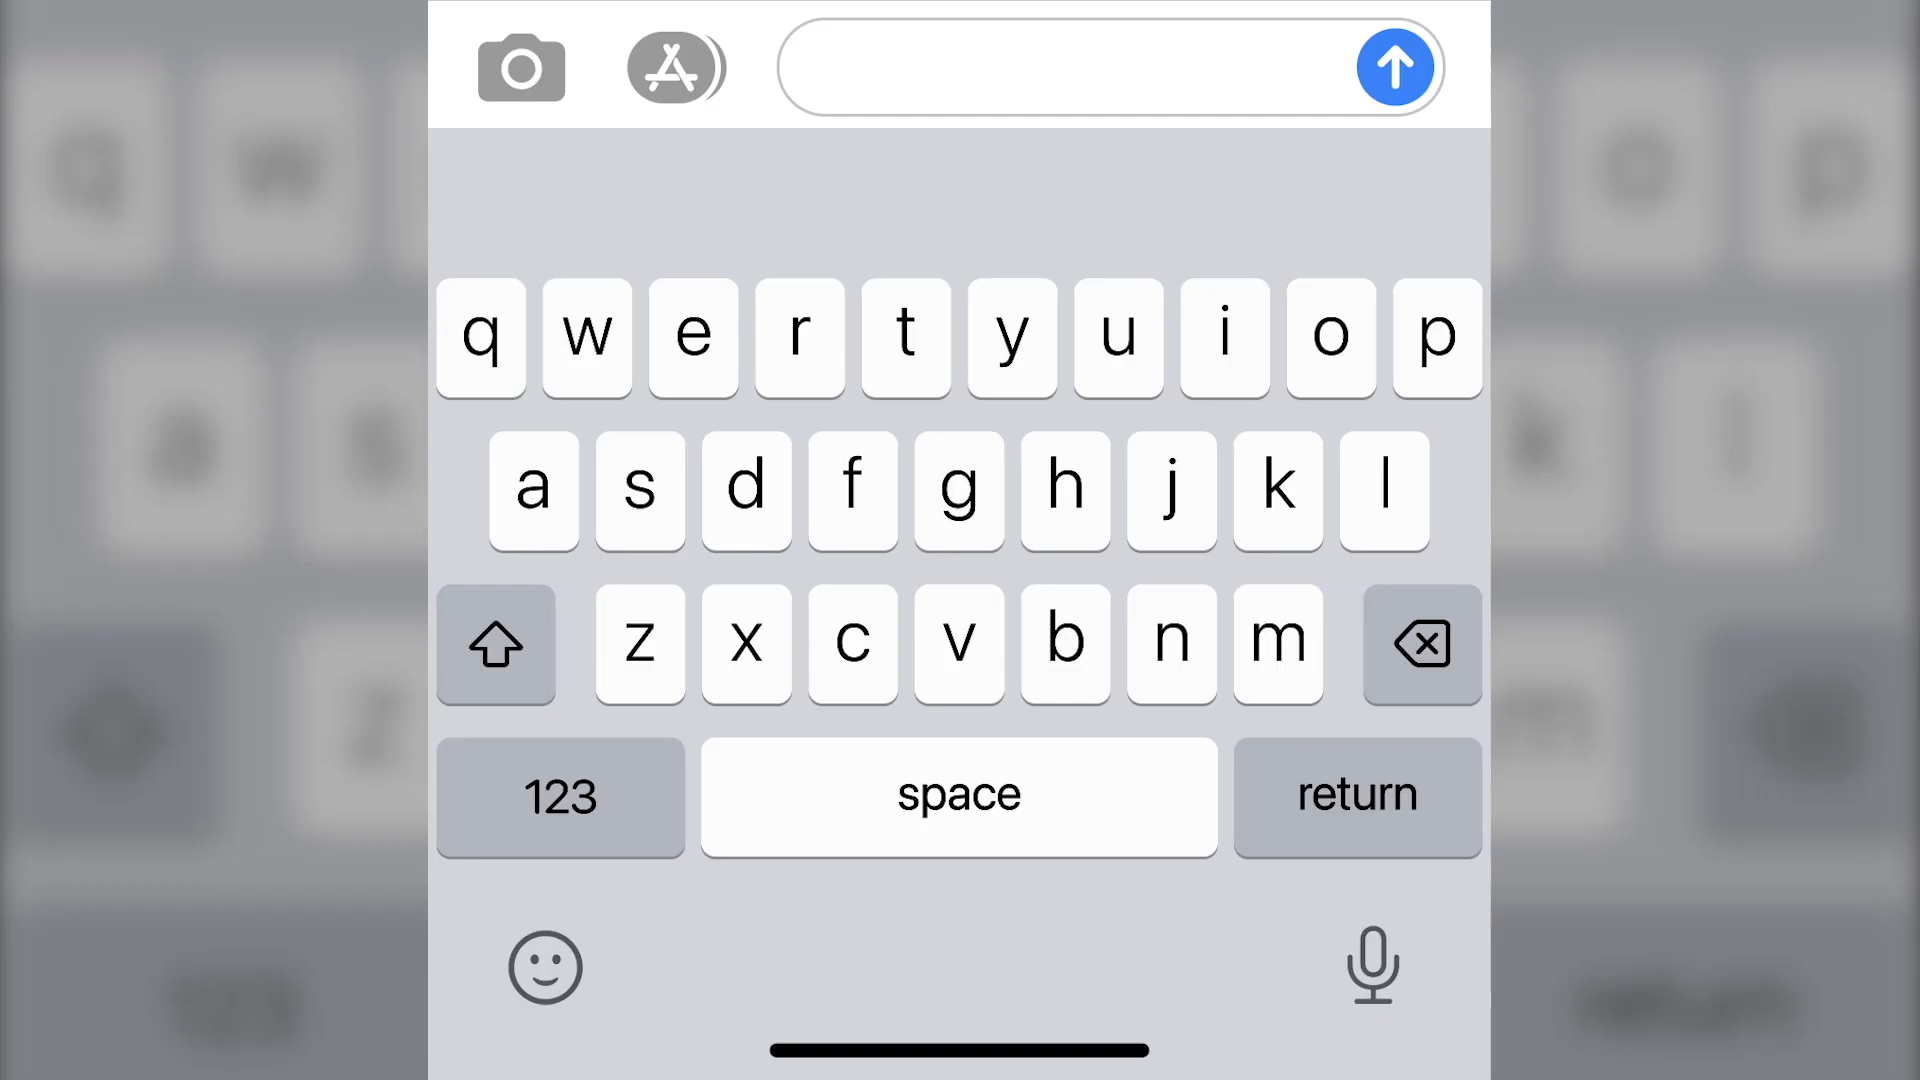 q w e r t y u i o p
a s d f g h j k l
z x c v b n m
123 space return